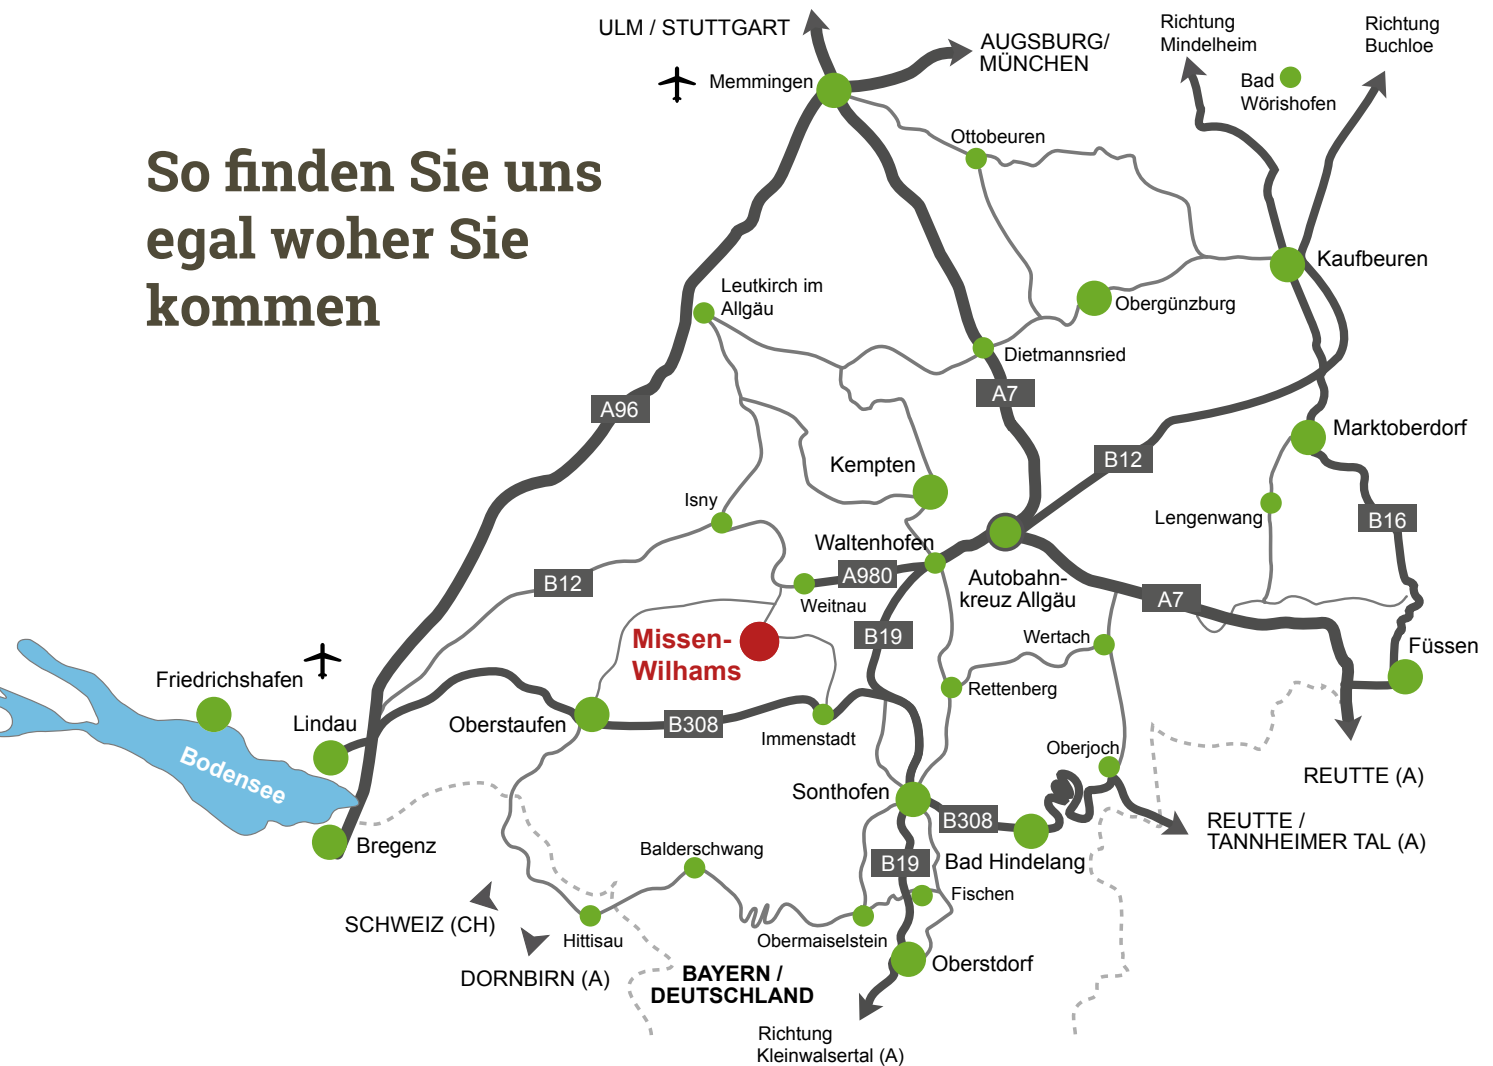 ULM / STUTTGART
AUGSBURG/
MÜNCHEN
Richtung
Mindelheim
Richtung
Buchloe
Bad
Wörishofen
Memmingen
Ottobeuren
So finden Sie uns
egal woher Sie
kommen
Kaufbeuren
Leutkirch im
Allgäu
Obergünzburg
Dietmannsried
A7
A96
Marktoberdorf
B12
Kempten
Isny
Lengenwang
B16
Waltenhofen
A980
B12
Autobahn-
kreuz Allgäu
A7
Weitnau
Missen-
Wilhams
B19
Wertach
Füssen
Friedrichshafen
Rettenberg
Lindau
Oberstaufen
B308
Immenstadt
Oberjoch
Bodensee
REUTTE (A)
Sonthofen
B308
REUTTE /
TANNHEIMER TAL (A)
Bregenz
Balderschwang
B19
Bad Hindelang
Fischen
SCHWEIZ (CH)
Hittisau
Obermaiselstein
DORNBIRN (A)
BAYERN /
DEUTSCHLAND
Oberstdorf
Richtung
Kleinwalsertal (A)